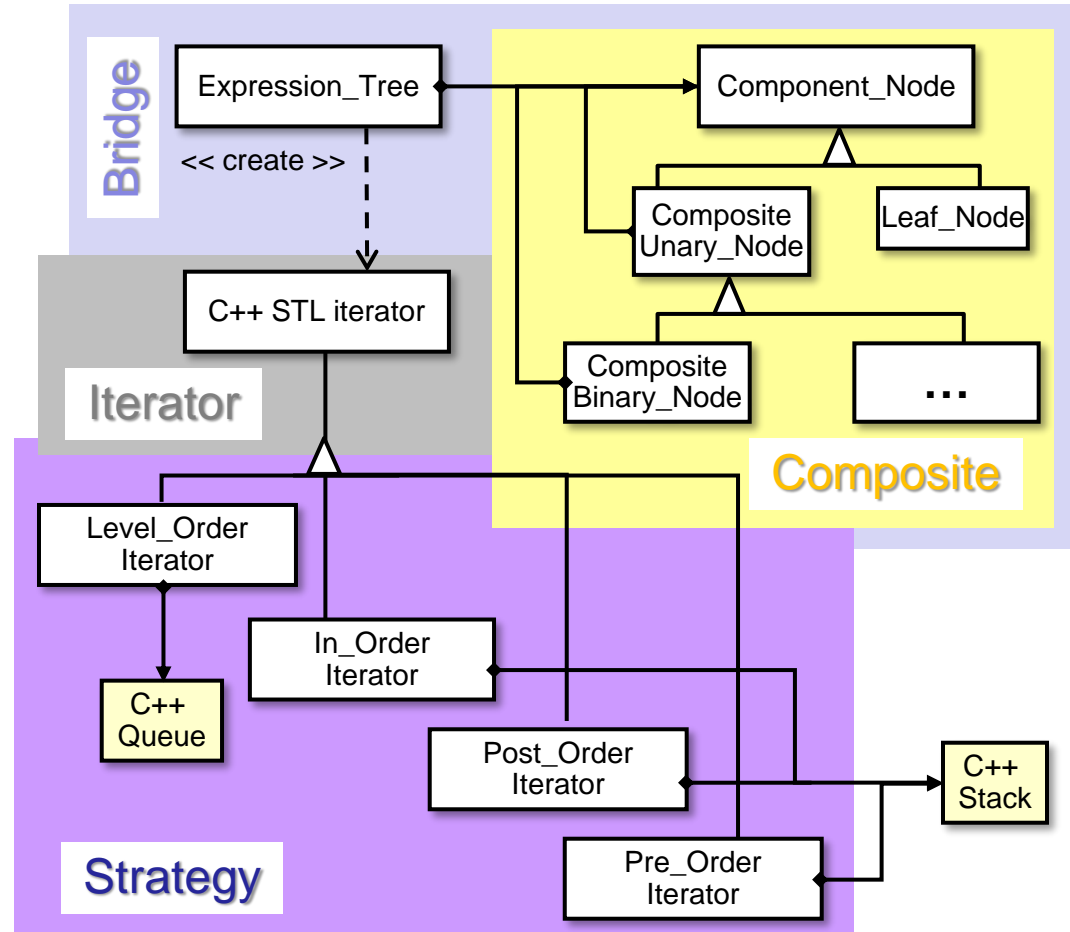 Bridge
Expression_Tree
Component_Node
<< create >>
Composite
Unary_Node
Leaf_Node
C++ STL iterator
Composite
Binary_Node
...
Iterator
Composite
Level_Order
Iterator
In_Order
Iterator
C++
Queue
Post_Order
Iterator
C++
Stack
Pre_Order
Iterator
Strategy